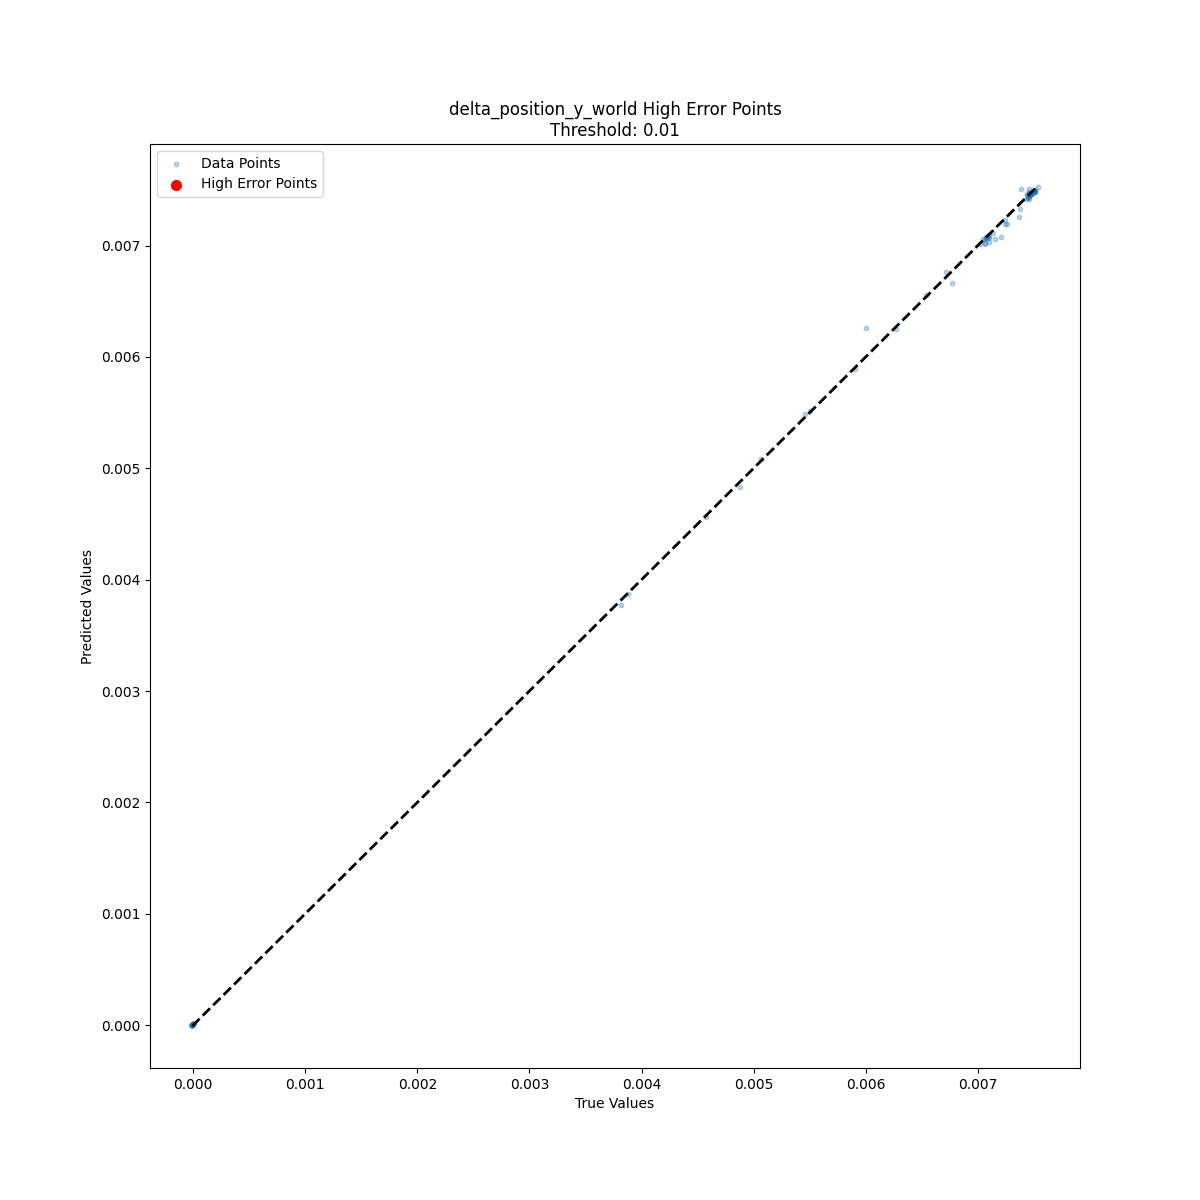 delta_position_y_world High Error Points
Threshold: 0.01
Data Points
High Error Points
0.007
0.006
0.005
0.004
0.003
0.002
0.001
0.000
Predicted Values
0.000 0.001 0.002 0.003 0.004 0.005 0.006 0.007
True Values